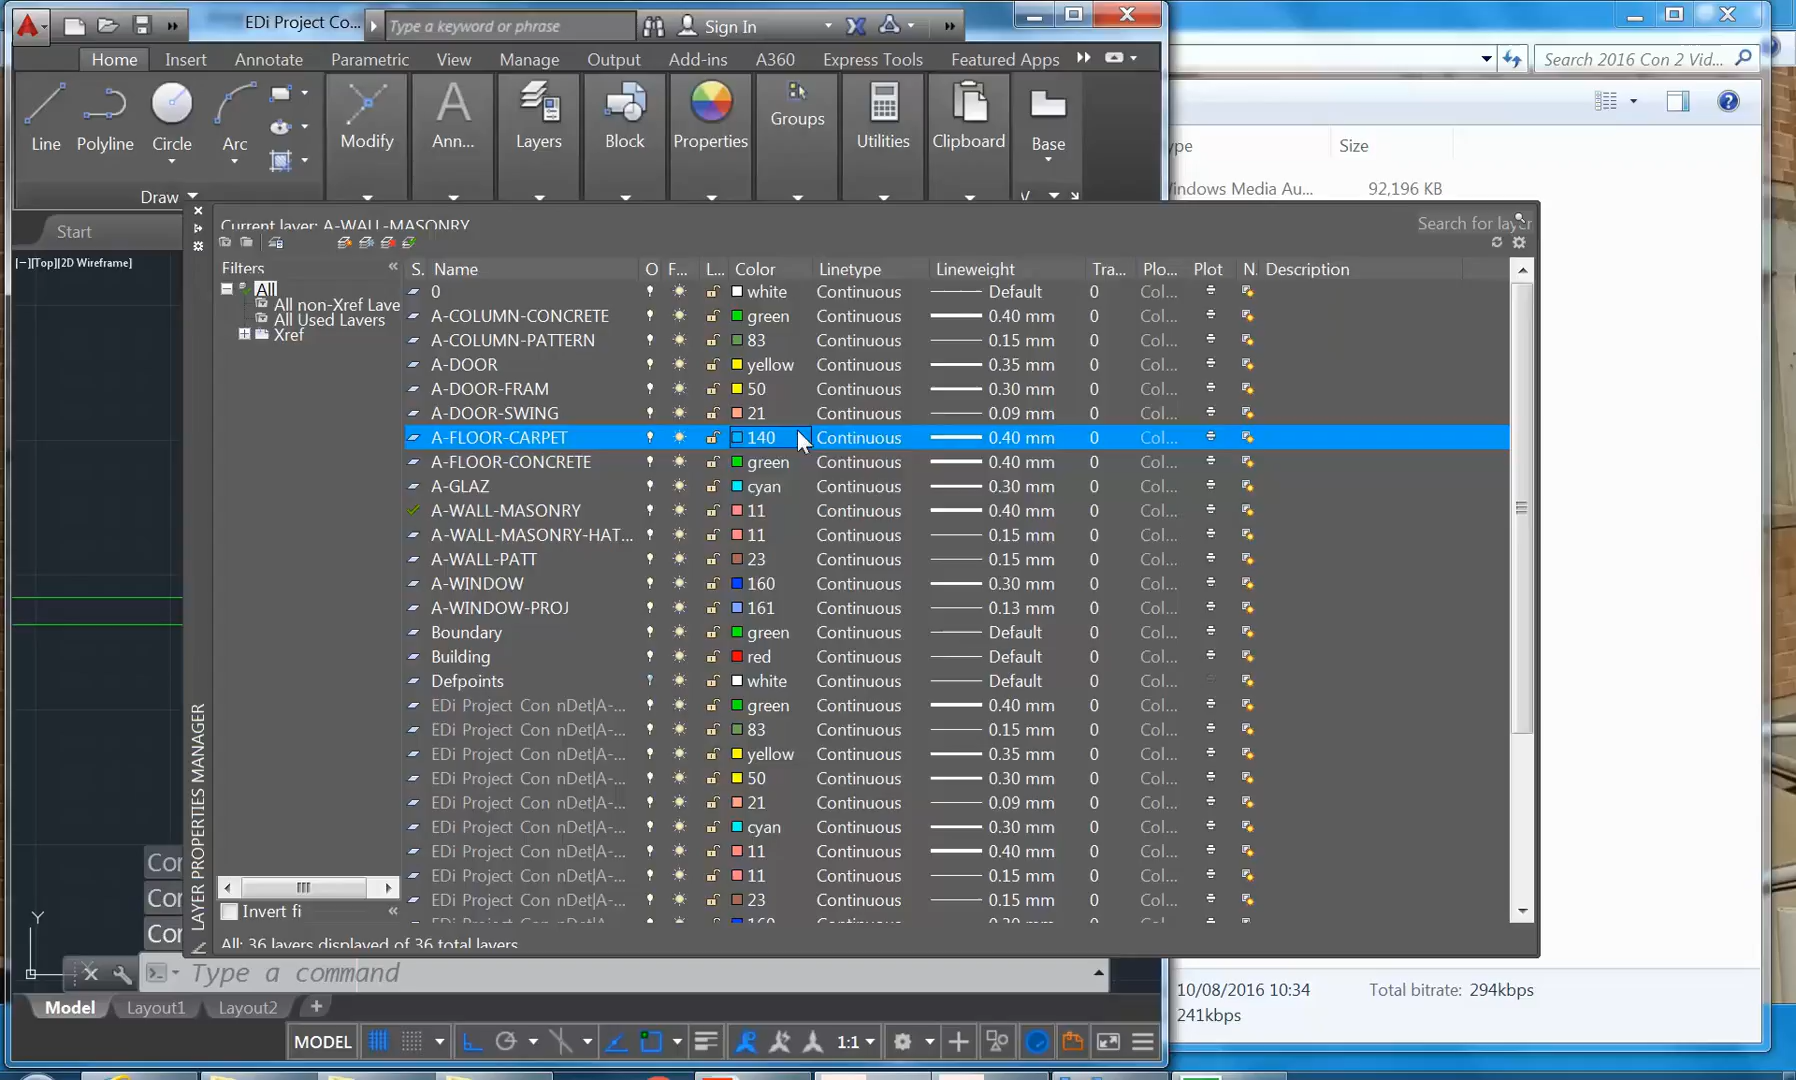 EDi Project Co...
Type a keyword or phrase
Sign In
Search 2016 Con 2 Vid...
Home Insert Annotate Parametric View Manage Output Add-ins A360 Express Tools Featured Apps
Line Polyline Circle Arc
Modify Ann... Layers Block Properties Groups Utilities Clipboard Base
Draw
ype Size
Windows Media Au... 92,196 KB
Start
[−][Top][2D Wireframe]
Current layer: A-WALL-MASONRY
Search for layer
Filters
All
All non-Xref Laye
All Used Layers
Xref
S. Name O F... L... Color Linetype Lineweight Tra... Plo... Plot N. Description
0 white Continuous Default 0 Col...
A-COLUMN-CONCRETE green Continuous 0.40 mm 0 Col...
A-COLUMN-PATTERN 83 Continuous 0.15 mm 0 Col...
A-DOOR yellow Continuous 0.35 mm 0 Col...
A-DOOR-FRAM 50 Continuous 0.30 mm 0 Col...
A-DOOR-SWING 21 Continuous 0.09 mm 0 Col...
A-FLOOR-CARPET 140 Continuous 0.40 mm 0 Col...
A-FLOOR-CONCRETE green Continuous 0.40 mm 0 Col...
A-GLAZ cyan Continuous 0.30 mm 0 Col...
A-WALL-MASONRY 11 Continuous 0.40 mm 0 Col...
A-WALL-MASONRY-HAT... 11 Continuous 0.15 mm 0 Col...
A-WALL-PATT 23 Continuous 0.15 mm 0 Col...
A-WINDOW 160 Continuous 0.30 mm 0 Col...
A-WINDOW-PROJ 161 Continuous 0.13 mm 0 Col...
Boundary green Continuous Default 0 Col...
Building red Continuous Default 0 Col...
Defpoints white Continuous Default 0 Col...
EDi Project Con nDet|A-... green Continuous 0.40 mm 0 Col...
EDi Project Con nDet|A-... 83 Continuous 0.15 mm 0 Col...
EDi Project Con nDet|A-... yellow Continuous 0.35 mm 0 Col...
EDi Project Con nDet|A-... 50 Continuous 0.30 mm 0 Col...
EDi Project Con nDet|A-... 21 Continuous 0.09 mm 0 Col...
EDi Project Con nDet|A-... cyan Continuous 0.30 mm 0 Col...
EDi Project Con nDet|A-... 11 Continuous 0.40 mm 0 Col...
EDi Project Con nDet|A-... 11 Continuous 0.15 mm 0 Col...
EDi Project Con nDet|A-... 23 Continuous 0.15 mm 0 Col...
Invert fi
All: 36 layers displayed of 36 total layers
LAYER PROPERTIES MANAGER
Cor
Cor
Cor
Y
Type a command
Model Layout1 Layout2
MODEL 1:1
10/08/2016 10:34 Total bitrate: 294kbps
241kbps